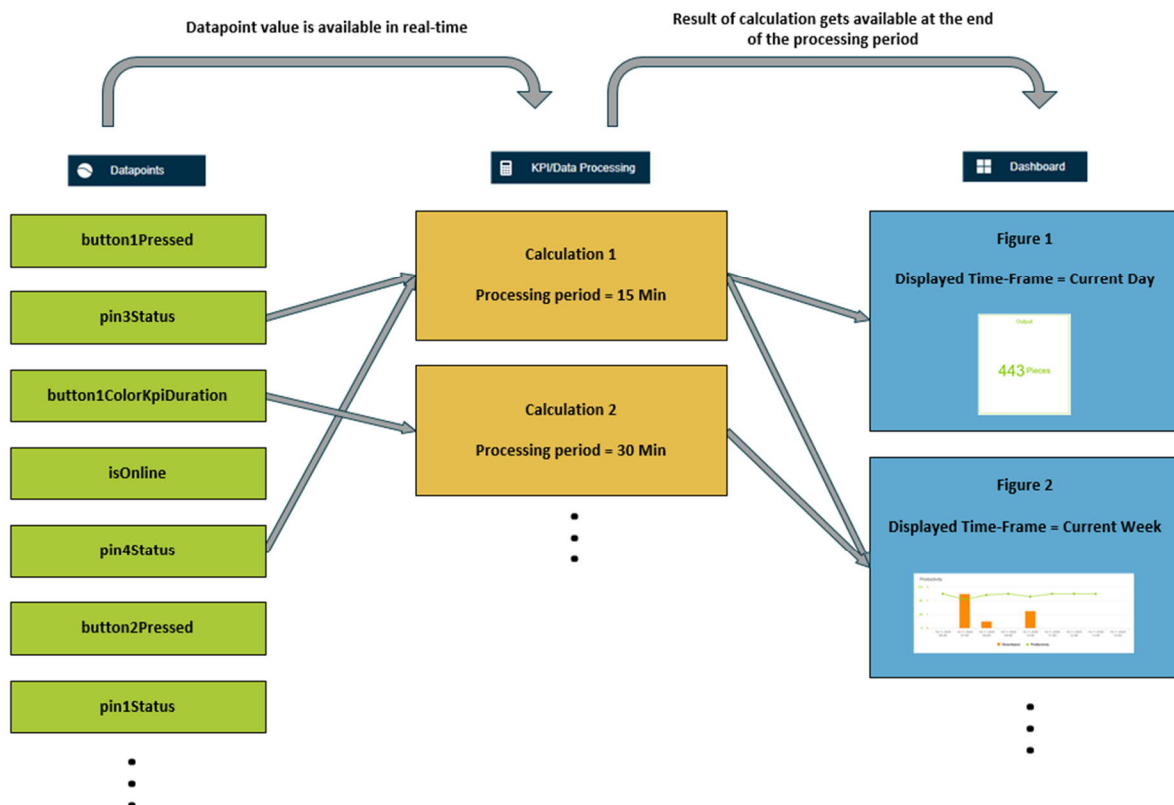 Datapoint value is available in real-time
Result of calculation gets available at the end
of the processing period
Datapoints
KPI/Data Processing
Dashboard
button1Pressed
pin3Status
button1ColorKpiDuration
isOnline
pin4Status
button2Pressed
pin1Status
Calculation 1
Processing period = 15 Min
Calculation 2
Processing period = 30 Min
Figure 1
Displayed Time-Frame = Current Day
Output
443 Pieces
Figure 2
Displayed Time-Frame = Current Week
Productivity
Productivity